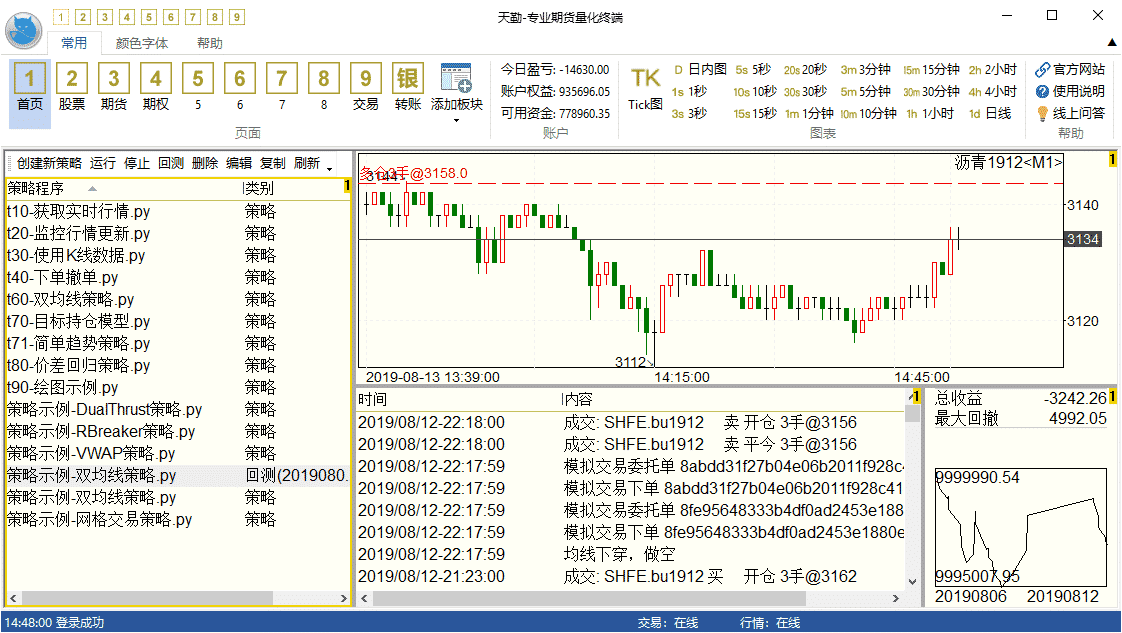 天勤-专业期货量化终端
1 2 3 4 5 6 7 8 9
常用 颜色字体 帮助
1 2 3 4 5 6 7 8 9 银
首页 股票 期货 期权 5 6 7 8 交易 转账 添加板块
页面
今日盈亏: -14630.00
账户权益: 935696.05
可用资金: 778960.35
账户
TK
Tick图
D 日内图 5s 5秒 20s 20秒 3m 3分钟 15m 15分钟 2h 2小时
1s 1秒 10s 10秒 30s 30秒 5m 5分钟 30m 30分钟 4h 4小时
3s 3秒 15s 15秒 1m 1分钟 10m 10分钟 1h 1小时 1d 日线
图表
官方网站
使用说明
线上问答
帮助
创建新策略 运行 停止 回测 删除 编辑 复制 刷新
策略程序 类别 1
t10-获取实时行情.py 策略
t20-监控行情更新.py 策略
t30-使用K线数据.py 策略
t40-下单撤单.py 策略
t60-双均线策略.py 策略
t70-目标持仓模型.py 策略
t71-简单趋势策略.py 策略
t80-价差回归策略.py 策略
t90-绘图示例.py 策略
策略示例-DualThrust策略.py 策略
策略示例-RBreaker策略.py 策略
策略示例-VWAP策略.py 策略
策略示例-双均线策略.py 回测(2019080.
策略示例-双均线策略.py 策略
策略示例-网格交易策略.py 策略
沥青1912<M1> 1
多仓3手@3158.0
3144
3140
3134
3120
3112
2019-08-13 13:39:00 14:15:00 14:45:00
时间 内容 1
2019/08/12-22:18:00 成交: SHFE.bu1912 卖 开仓 3手@3156
2019/08/12-22:18:00 成交: SHFE.bu1912 卖 平今 3手@3156
2019/08/12-22:17:59 模拟交易委托单 8abdd31f27b04e06b2011f928c4
2019/08/12-22:17:59 模拟交易下单 8abdd31f27b04e06b2011f928c41
2019/08/12-22:17:59 模拟交易委托单 8fe95648333b4df0ad2453e188
2019/08/12-22:17:59 模拟交易下单 8fe95648333b4df0ad2453e1880e
2019/08/12-22:17:59 均线下穿，做空
2019/08/12-21:23:00 成交: SHFE.bu1912 买 开仓 3手@3162
总收益 -3242.26 1
最大回撤 4992.05
9999990.54
9995007.95
20190806 20190812
14:48:00 登录成功 交易：在线 行情：在线